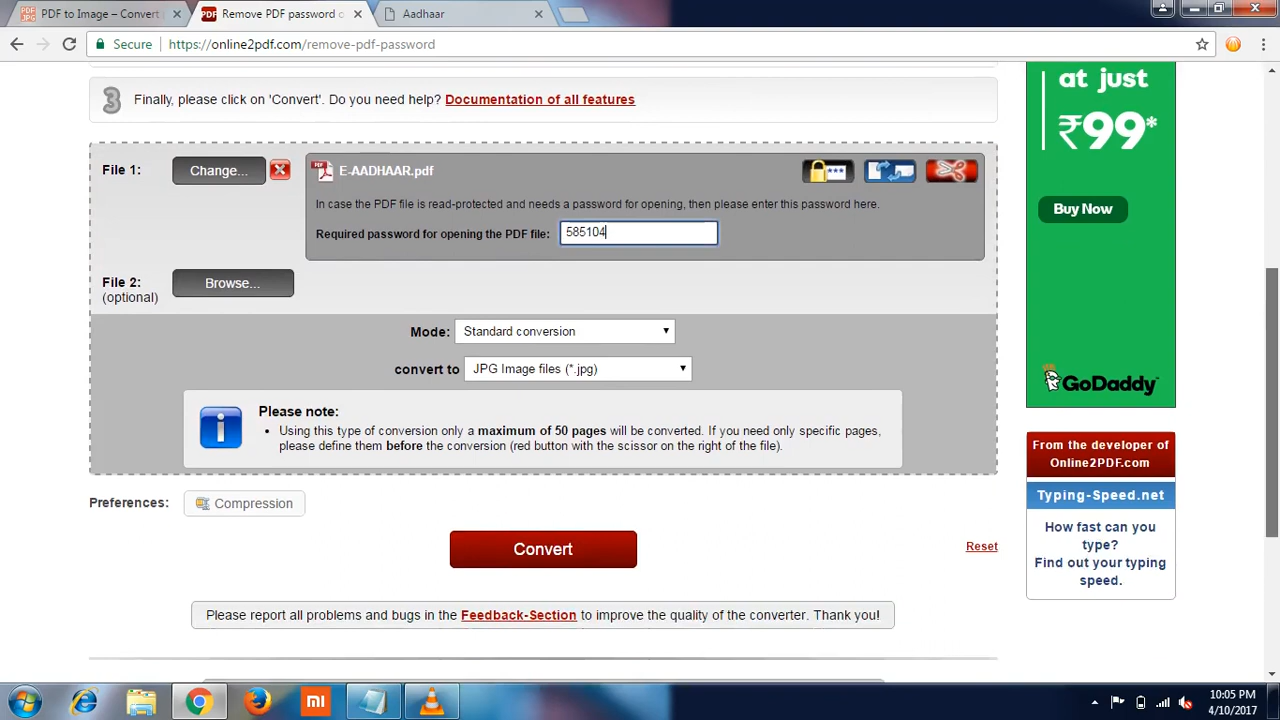 PDF to Image – Convert
Remove PDF password o
Aadhaar
Secure
https://online2pdf.com/remove-pdf-password
3 Finally, please click on 'Convert'. Do you need help? Documentation of all features
File 1:
Change...
E-AADHAAR.pdf
***
In case the PDF file is read-protected and needs a password for opening, then please enter this password here.
Required password for opening the PDF file: 585104
File 2:
(optional)
Browse...
Mode: Standard conversion
convert to JPG Image files (*.jpg)
Please note:
• Using this type of conversion only a maximum of 50 pages will be converted. If you need only specific pages,
please define them before the conversion (red button with the scissor on the right of the file).
Preferences: Compression
Convert
Reset
Please report all problems and bugs in the Feedback-Section to improve the quality of the converter. Thank you!
at just
₹99*
Buy Now
GoDaddy
From the developer of
Online2PDF.com
Typing-Speed.net
How fast can you
type?
Find out your typing
speed.
10:05 PM
4/10/2017